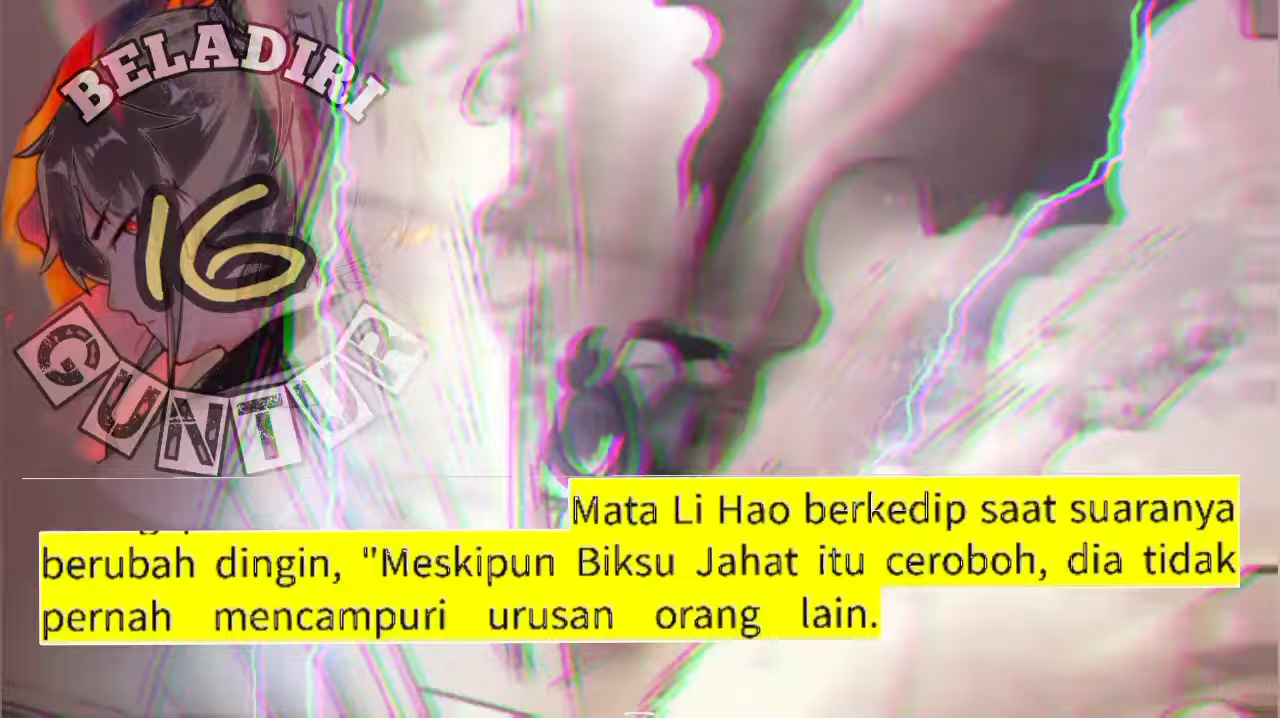 BELADIRI
16
GUNTUR
Mata Li Hao berkedip saat suaranya
berubah dingin, "Meskipun Biksu Jahat itu ceroboh, dia tidak
pernah mencampuri urusan orang lain.